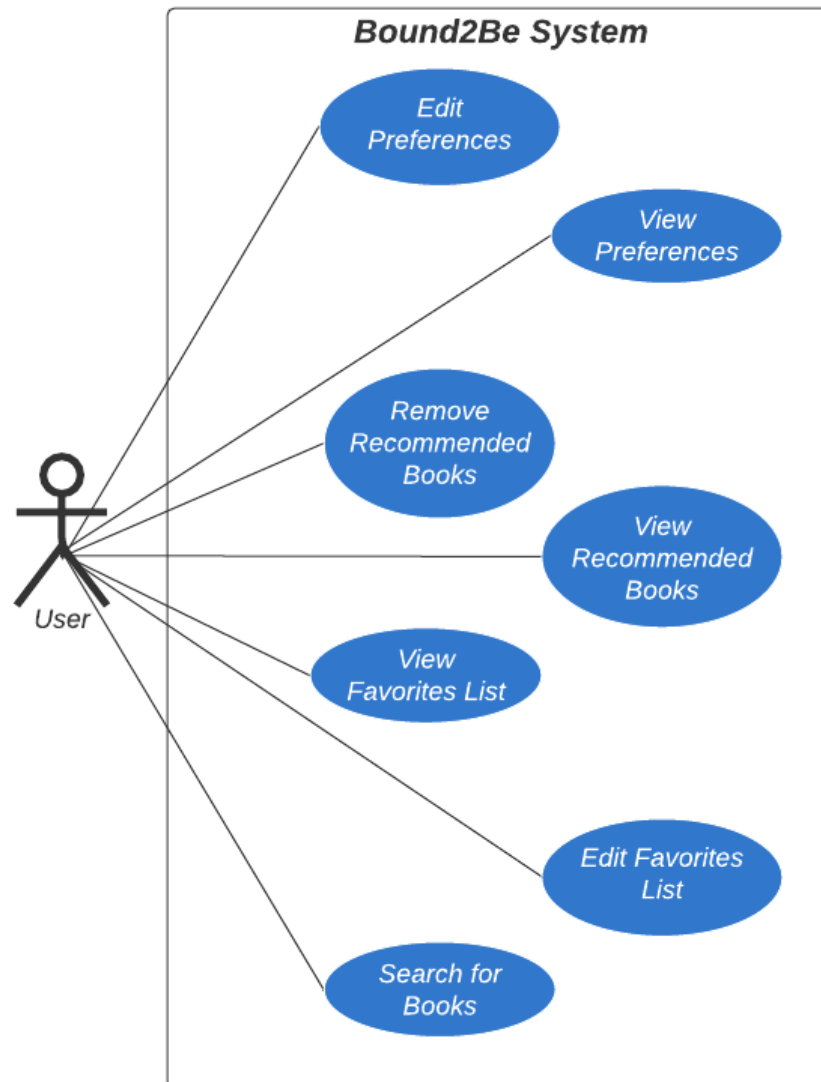 Bound2Be System
Edit
Preferences
View
Preferences
Remove
Recommended
Books
View
Recommended
Books
User
View
Favorites List
Edit Favorites
List
Search for
Books